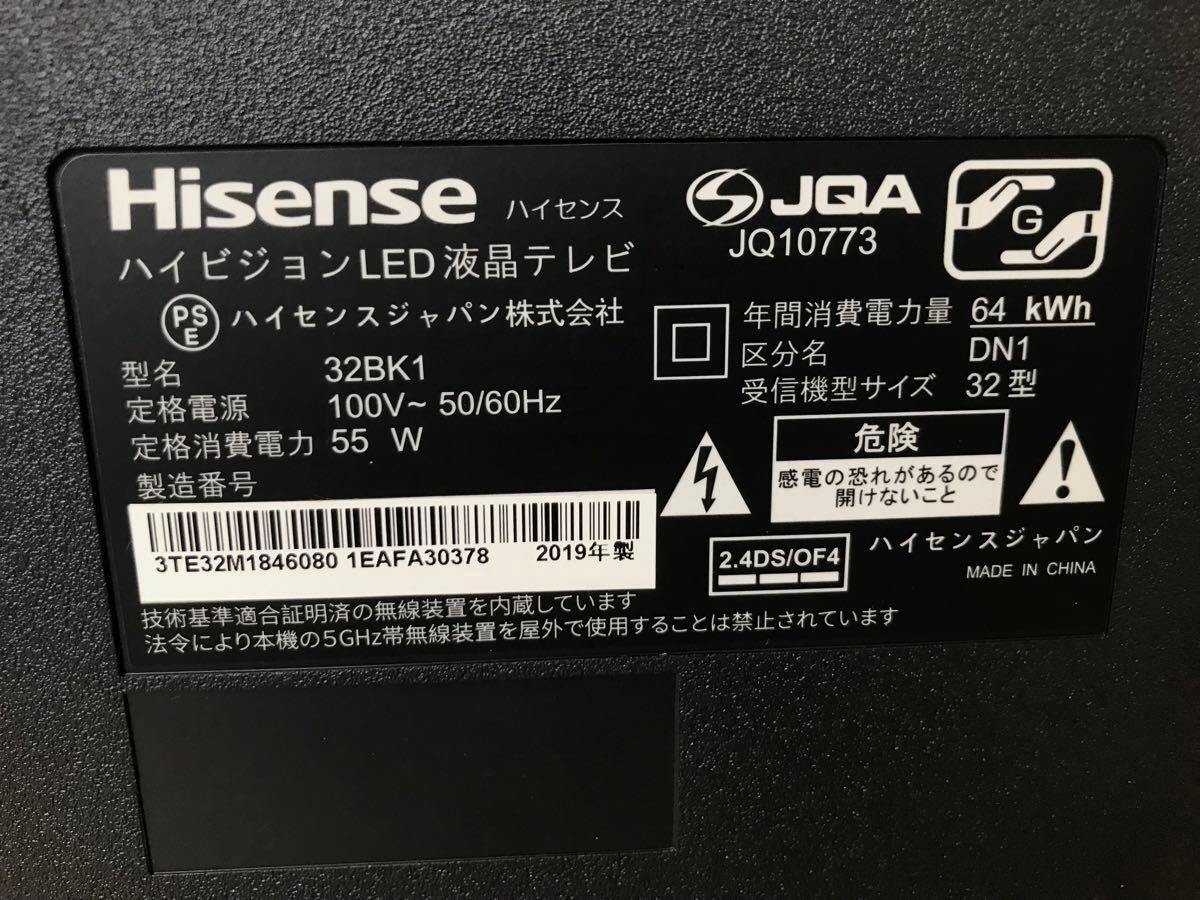 Hisense ハイセンス
JQA
JQ10773
G
ハイビジョンLED液晶テレビ
PSE ハイセンスジャパン株式会社
年間消費電力量 64 kWh
区分名 DN1
受信機型サイズ 32型
型名 32BK1
定格電源 100V~ 50/60Hz
定格消費電力 55 W
製造番号
3TE32M1846080 1EAFA30378 2019年製
危険
感電の恐れがあるので
開けないこと
2.4DS/OF4
ハイセンスジャパン
MADE IN CHINA
技術基準適合証明済の無線装置を内蔵しています
法令により本機の5GHz帯無線装置を屋外で使用することは禁止されています